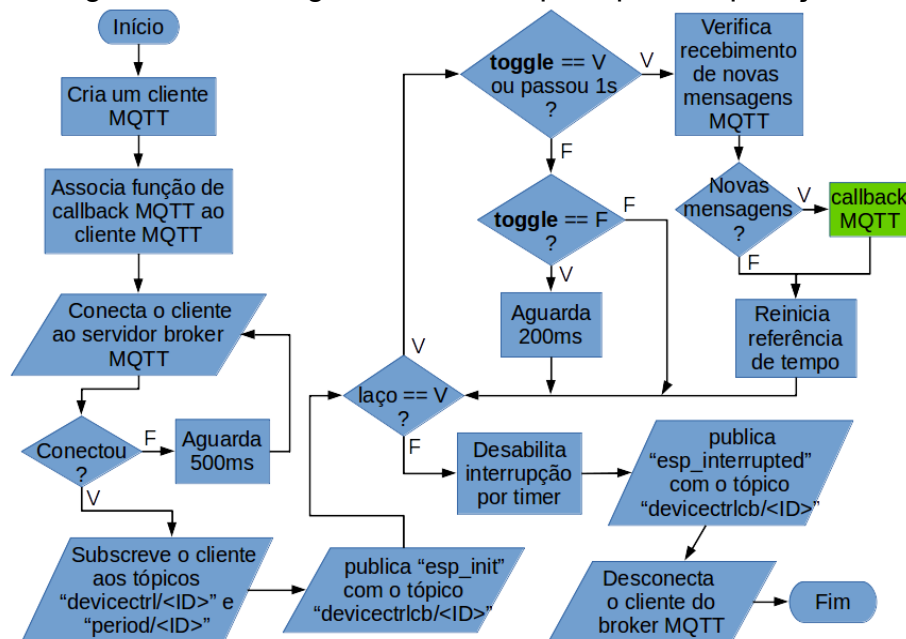 Início
Cria um cliente
MQTT
Associa função de
callback MQTT ao
cliente MQTT
Conecta o cliente
ao servidor broker
MQTT
Conectou
?
F
Aguarda
500ms
V
Subscreve o cliente
aos tópicos
“devicectrl/<ID>” e
“period/<ID>”
publica “esp_init”
com o tópico
“devicectrlcb/<ID>”
laço == V
?
V
toggle == V
ou passou 1s
?
V
F
Verifica
recebimento
de novas
mensagens
MQTT
Novas
mensagens
?
V
F
callback
MQTT
Reinicia
referência
de tempo
toggle == F
?
F
V
Aguarda
200ms
F
Desabilita
interrupção
por timer
publica
“esp_interrupted”
com o tópico
“devicectrlcb/<ID>”
Desconecta
o cliente do
broker MQTT
Fim